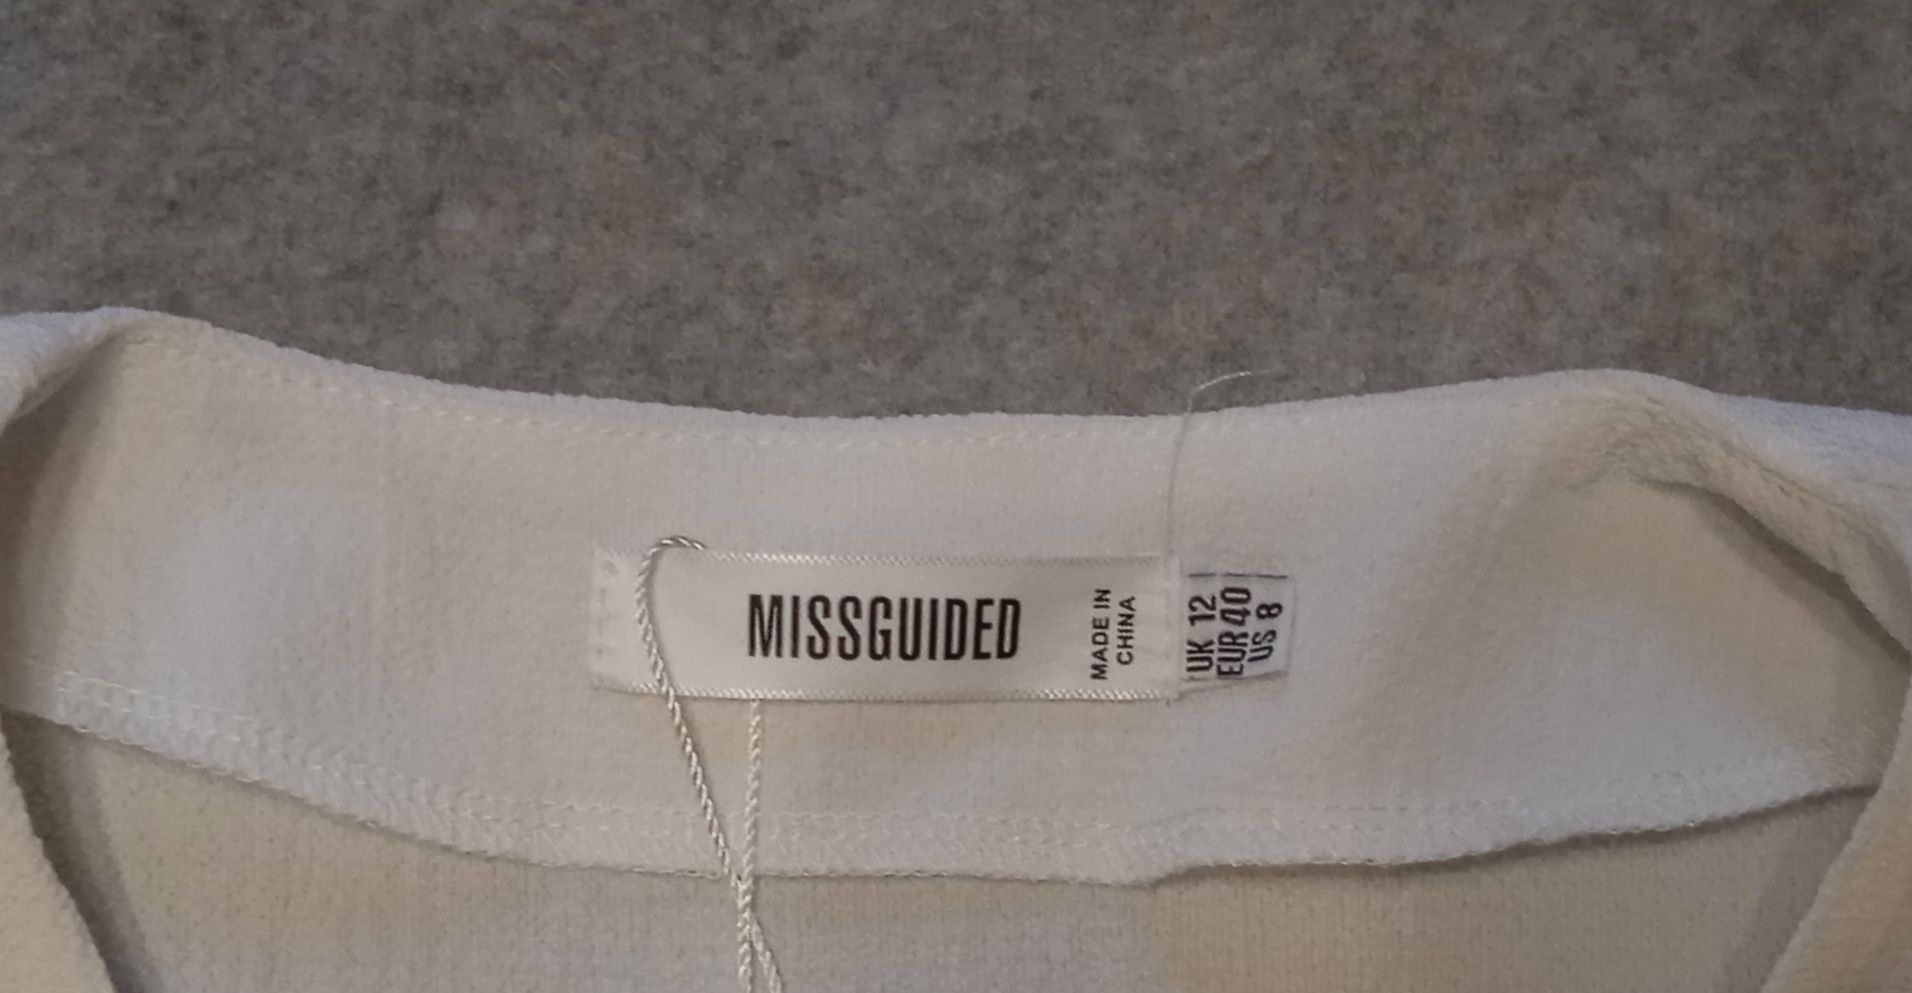 MISSGUIDED
MADE IN
CHINA
UK 12
EUR 40
US 8